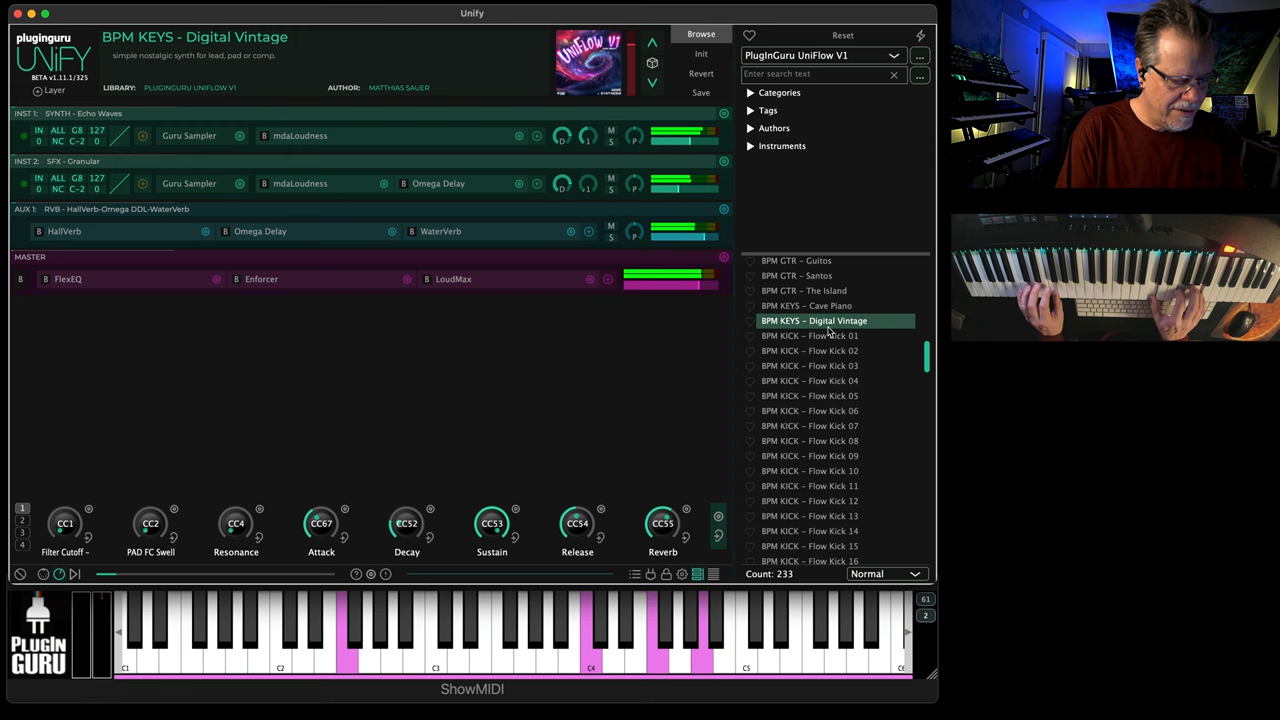 Unify
pluginguru
UNIFY
BETA v1.11.1/325
Layer
BPM KEYS - Digital Vintage
simple nostalgic synth for lead, pad or comp.
LIBRARY: PLUGINGURU UNIFLOW V1
AUTHOR: MATTHIAS SAUER
UNIFLOW V1
Browse
Init
Revert
Save
Reset
PlugInGuru UniFlow V1
...
Enter search text
...
Categories
Tags
Authors
Instruments
INST 1: SYNTH - Echo Waves
IN ALL G8 127
NC C-2 0
Guru Sampler
B mdaLoudness
D 1 M S P
INST 2: SFX - Granular
IN ALL G8 127
NC C-2 0
Guru Sampler
B mdaLoudness
B Omega Delay
D 1 M S P
AUX 1: RVB - HallVerb-Omega DDL-WaterVerb
B HallVerb
B Omega Delay
B WaterVerb
M S P
MASTER
B B FlexEQ
B Enforcer
B LoudMax
BPM GTR - Guitos
BPM GTR - Santos
BPM GTR - The Island
BPM KEYS - Cave Piano
BPM KEYS - Digital Vintage
BPM KICK - Flow Kick 01
BPM KICK - Flow Kick 02
BPM KICK - Flow Kick 03
BPM KICK - Flow Kick 04
BPM KICK - Flow Kick 05
BPM KICK - Flow Kick 06
BPM KICK - Flow Kick 07
BPM KICK - Flow Kick 08
BPM KICK - Flow Kick 09
BPM KICK - Flow Kick 10
BPM KICK - Flow Kick 11
BPM KICK - Flow Kick 12
BPM KICK - Flow Kick 13
BPM KICK - Flow Kick 14
BPM KICK - Flow Kick 15
BPM KICK - Flow Kick 16
1
2
3
4
CC1 CC2 CC4 CC67 CC52 CC53 CC54 CC55
Filter Cutoff - PAD FC Swell Resonance Attack Decay Sustain Release Reverb
Count: 233
Normal
PLUGIN GURU
1
C1 C2 C3 C4 C5 C6
61
2
ShowMIDI